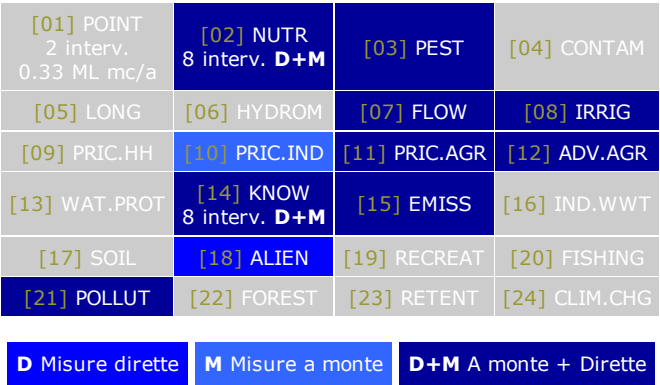 [01] POINT
2 interv.
0.33 ML mc/a
[02] NUTR
8 interv. D+M
[03] PEST
[04] CONTAM
[05] LONG
[06] HYDROM
[07] FLOW
[08] IRRIG
[09] PRIC.HH
[10] PRIC.IND
[11] PRIC.AGR
[12] ADV.AGR
[13] WAT.PROT
[14] KNOW
8 interv. D+M
[15] EMISS
[16] IND.WWT
[17] SOIL
[18] ALIEN
[19] RECREAT
[20] FISHING
[21] POLLUT
[22] FOREST
[23] RETENT
[24] CLIM.CHG
D Misure dirette
M Misure a monte
D+M A monte + Dirette